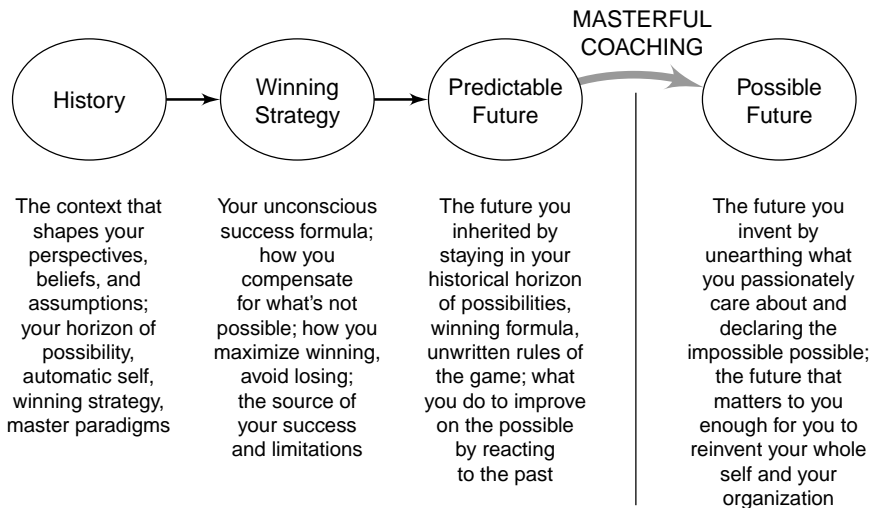 MASTERFUL
COACHING
History
Winning
Strategy
Predictable
Future
Possible
Future
The context that
shapes your
perspectives,
beliefs, and
assumptions;
your horizon of
possibility,
automatic self,
winning strategy,
master paradigms
Your unconscious
success formula;
how you
compensate
for what's not
possible; how you
maximize winning,
avoid losing;
the source of
your success
and limitations
The future you
inherited by
staying in your
historical horizon
of possibilities,
winning formula,
unwritten rules of
the game; what
you do to improve
on the possible
by reacting
to the past
The future you
invent by
unearthing what
you passionately
care about and
declaring the
impossible possible;
the future that
matters to you
enough for you to
reinvent your whole
self and your
organization